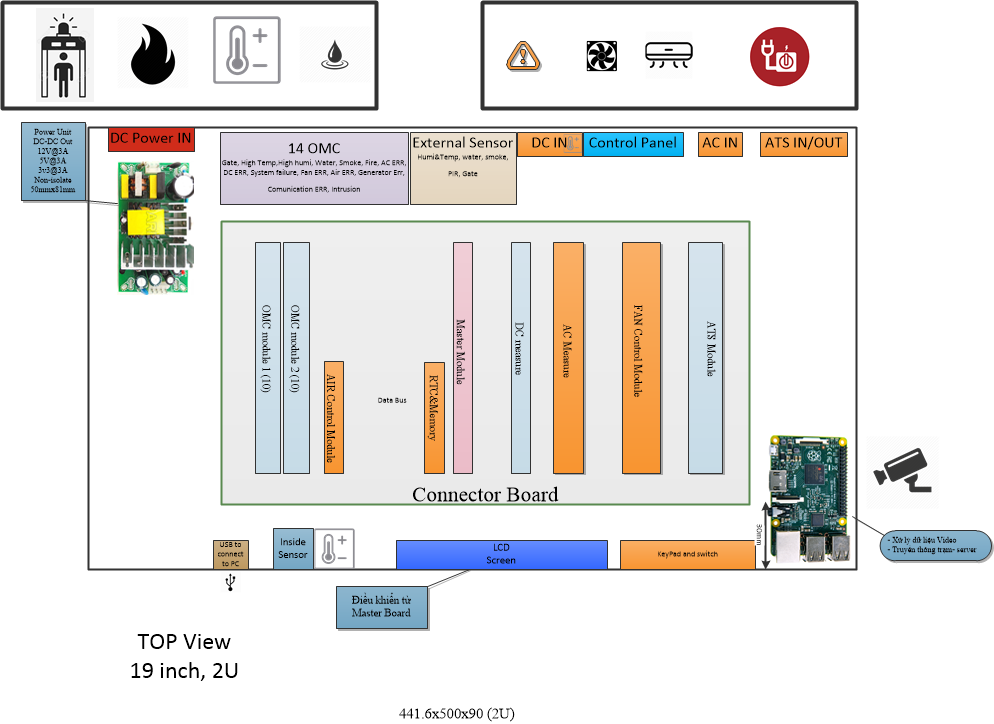 Power Unit
DC-DC Out
12V@3A
5V@3A
3v3@3A
Non-isolate
50mmx81mm
DC Power IN
14 OMC
Gate, High Temp,High humi, Water, Smoke, Fire, AC ERR,
DC ERR, System failure, Fan ERR, Air ERR, Generator Err,
Comunication ERR, Intrusion
External Sensor
Humi&Temp, water, smoke,
PIR, Gate
DC IN
Control Panel
AC IN
ATS IN/OUT
OMC module 1 (10)
OMC module 2 (10)
AIR Control Module
Data Bus
RTC&Memory
Master Module
DC measure
AC Measure
FAN Control Module
ATS Module
Connector Board
30mm
- Xử lý dữ liệu Video
- Truyền thông trạm- server
USB to
connect
to PC
Inside
Sensor
LCD
Screen
KeyPad and switch
Điều khiển từ
Master Board
TOP View
19 inch, 2U
441.6x500x90 (2U)